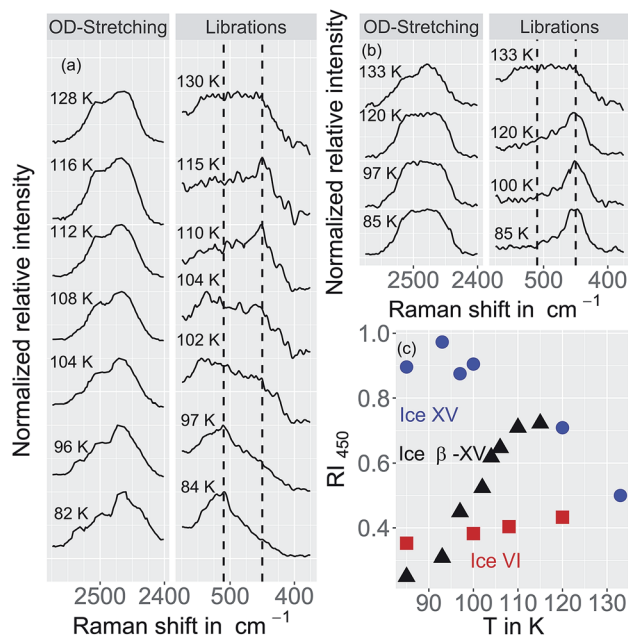 OD-Stretching Librations
(a)
130 K
128 K
116 K
115 K
112 K
110 K
104 K
108 K
102 K
104 K
97 K
96 K
84 K
82 K
2500 2400 500 400
Raman shift in cm⁻¹
Normalized relative intensity
OD-Stretching Librations
(b)
133 K
133 K
120 K
120 K
97 K
100 K
85 K
85 K
2500 2400 500 400
Raman shift in cm⁻¹
Normalized relative intensity
(c)
1.0
0.8
0.6
0.4
RI 450
Ice XV
Ice β -XV
Ice VI
90 100 110 120 130
T in K